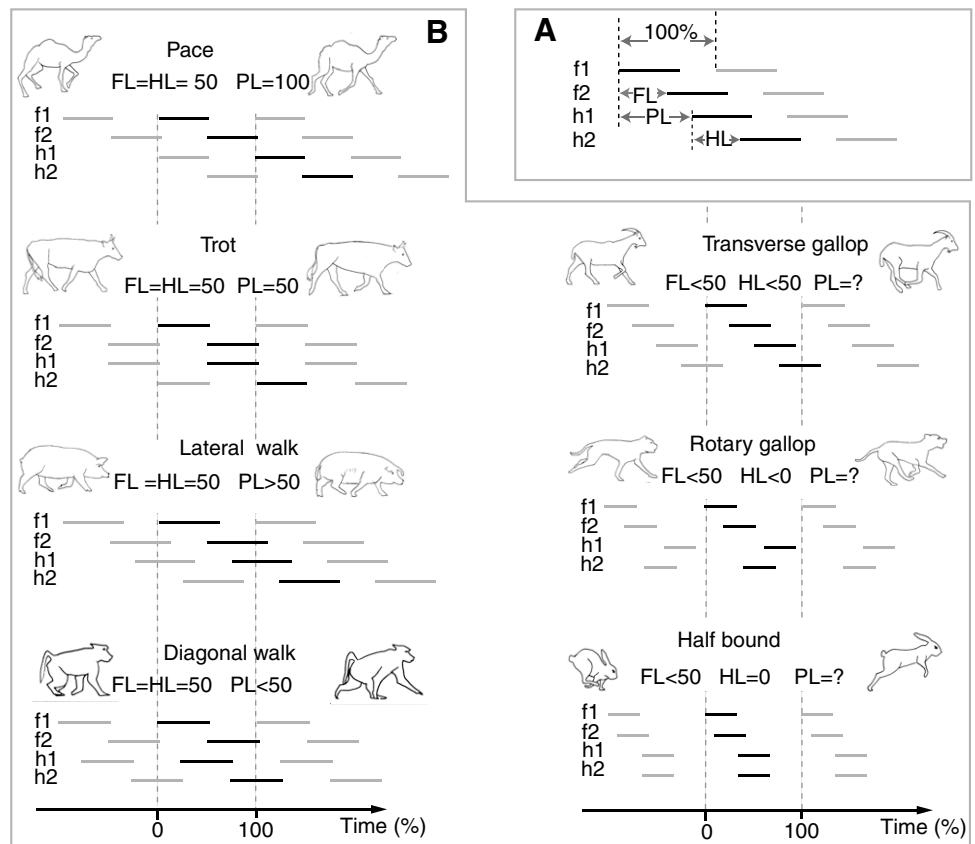 B
Pace
FL=HL= 50 PL=100
f1
f2
h1
h2
Trot
FL=HL=50 PL=50
f1
f2
h1
h2
Lateral walk
FL =HL=50 PL>50
f1
f2
h1
h2
Diagonal walk
FL=HL=50 PL<50
f1
f2
h1
h2
0 100 Time (%)
A
100%
f1
f2 FL
h1 PL
h2 HL
Transverse gallop
FL<50 HL<50 PL=?
f1
f2
h1
h2
Rotary gallop
FL<50 HL<0 PL=?
f1
f2
h1
h2
Half bound
FL<50 HL=0 PL=?
f1
f2
h1
h2
0 100 Time (%)